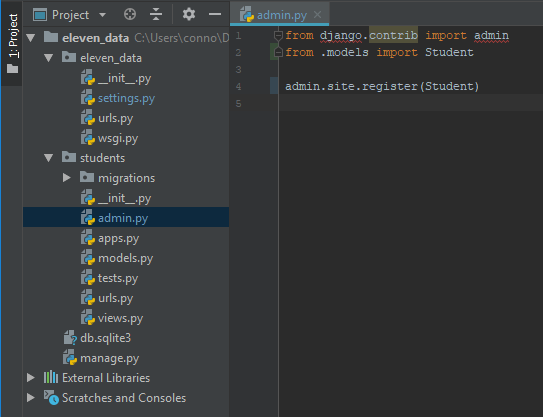 1: Project
Project
eleven_data C:\Users\conno\D
eleven_data
__init__.py
settings.py
urls.py
wsgi.py
students
migrations
__init__.py
admin.py
apps.py
models.py
tests.py
urls.py
views.py
db.sqlite3
manage.py
External Libraries
Scratches and Consoles
admin.py
1 from django.contrib import admin
2 from .models import Student
3
4 admin.site.register(Student)
5